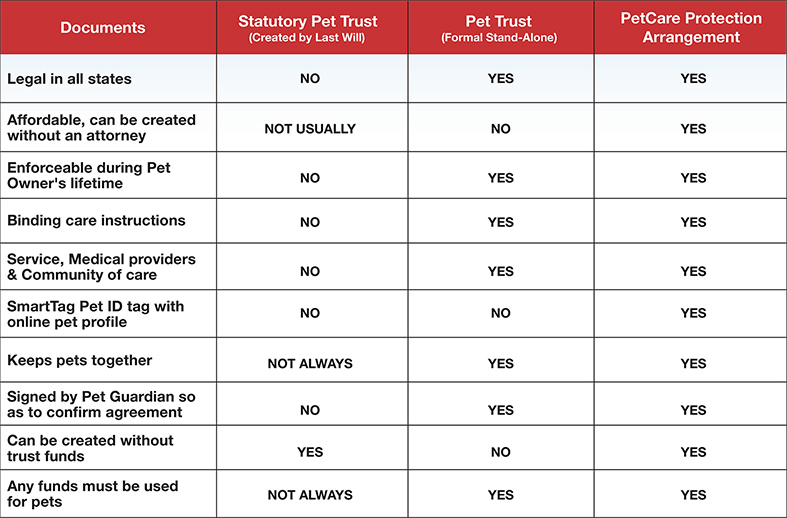 Documents
Statutory Pet Trust
(Created by Last Will)
Pet Trust
(Formal Stand-Alone)
PetCare Protection
Arrangement
Legal in all states
NO
YES
YES
Affordable, can be created
without an attorney
NOT USUALLY
NO
YES
Enforceable during Pet
Owner's lifetime
NO
YES
YES
Binding care instructions
NO
YES
YES
Service, Medical providers
& Community of care
NO
YES
YES
SmartTag Pet ID tag with
online pet profile
NO
NO
YES
Keeps pets together
NOT ALWAYS
YES
YES
Signed by Pet Guardian so
as to confirm agreement
NO
YES
YES
Can be created without
trust funds
YES
NO
YES
Any funds must be used
for pets
NOT ALWAYS
YES
YES